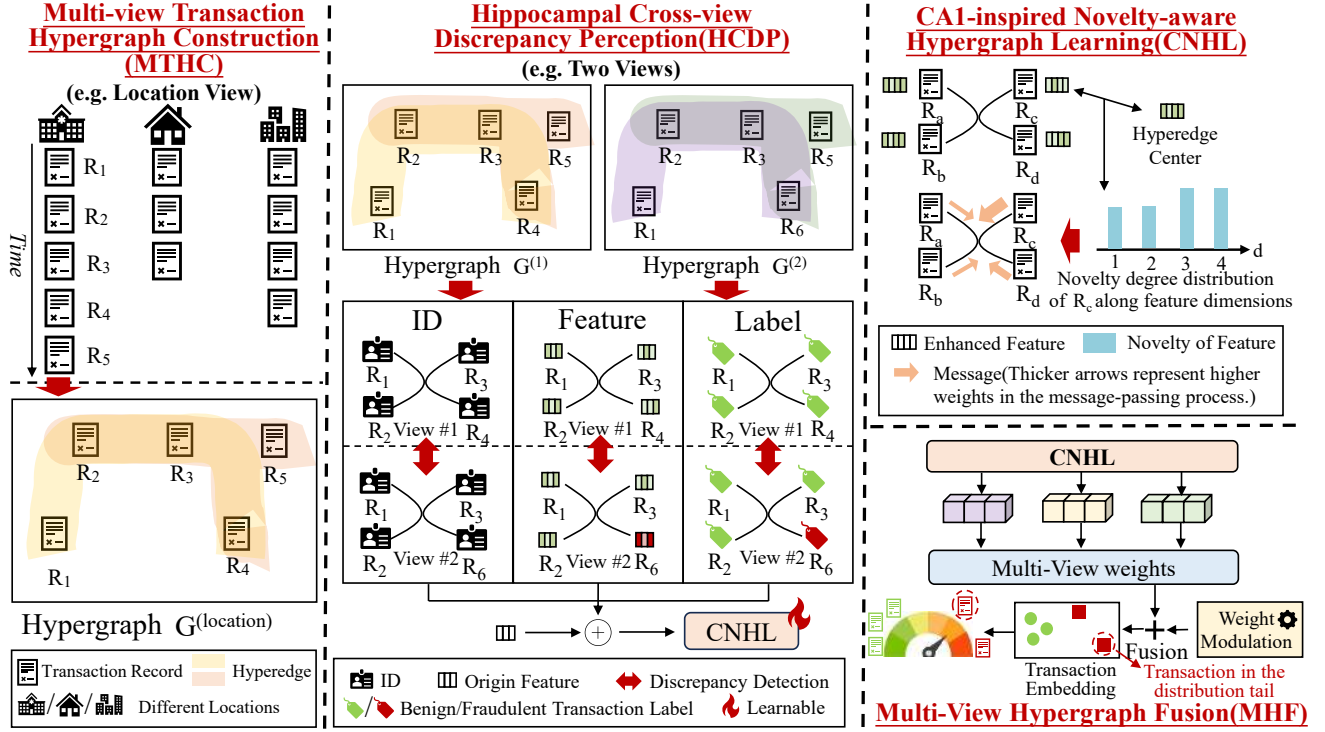 Multi-view Transaction
Hypergraph Construction
(MTHC)
(e.g. Location View)
Time
R1
R2
R3
R4
R5
R2
R3
R5
R1
R4
Hypergraph G(location)
Transaction Record
Hyperedge
Different Locations
Hippocampal Cross-view
Discrepancy Perception(HCDP)
(e.g. Two Views)
R2
R3
R5
R1
R4
Hypergraph G(1)
R2
R3
R5
R1
R6
Hypergraph G(2)
ID
R1
R3
R2 View #1 R4
R1
R3
R2 View #2 R6
Feature
R1
R3
R2 View #1 R4
R1
R3
R2 View #2 R6
Label
R1
R3
R2 View #1 R4
R1
R3
R2 View #2 R6
+
CNHL
ID
Origin Feature
Discrepancy Detection
/ Benign/Fraudulent Transaction Label
Learnable
CA1-inspired Novelty-aware
Hypergraph Learning(CNHL)
Ra
Rc
Rb
Rd
Hyperedge
Center
Ra
Rc
Rb
Rd
1 2 3 4 d
Novelty degree distribution
of Rc along feature dimensions
Enhanced Feature
Novelty of Feature
Message(Thicker arrows represent higher
weights in the message-passing process.)
CNHL
Multi-View weights
Weight
Modulation
+
Fusion
Transaction
Embedding
Transaction in the
distribution tail
Multi-View Hypergraph Fusion(MHF)